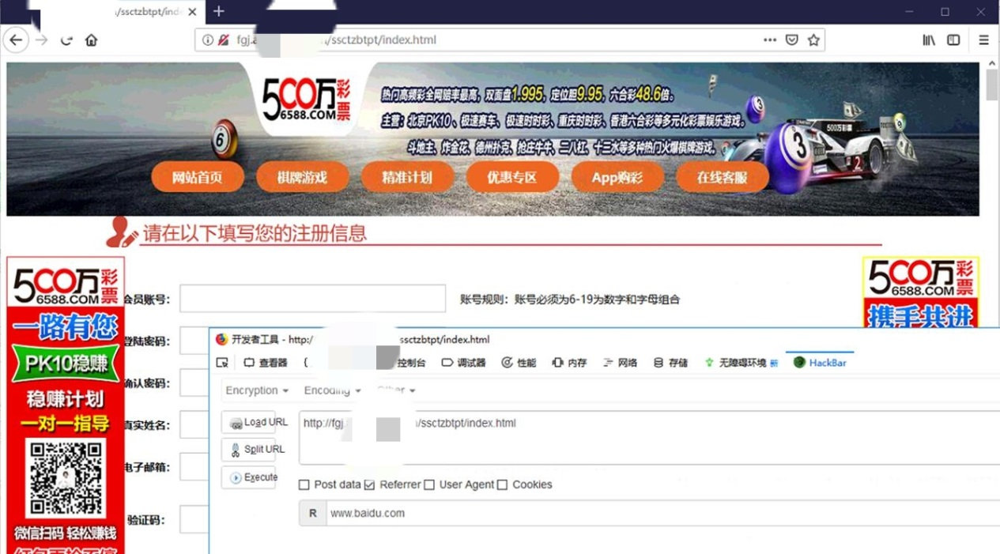 /ssctzbtpt/inde
fgj.a /ssctzbtpt/index.html
500万彩票
6588.COM
热门高频彩全网赔率最高,双面盘1.995,定位胆9.95,六合彩48.6倍。
主营:北京PK10、极速赛车、极速时时彩、重庆时时彩、香港六合彩等多元化彩票娱乐游戏。
斗地主、炸金花、德州扑克、抢庄牛牛、二八杠、十三水等多种热门火爆棋牌游戏。
6
3
3
500万彩票
2
网站首页 棋牌游戏 精准计划 优惠专区 App购彩 在线客服
请在以下填写您的注册信息
500万彩票
6588.COM
一路有您
PK10稳赚
稳赚计划
一对一指导
微信扫码 轻松赚钱
500万彩票
6588.COM
携手共进
会员账号: 账号规则:账号必须为6-19为数字和字母组合
登陆密码:
确认密码:
真实姓名:
电子邮箱:
验证码:
开发者工具 - http:/ ssctzbtpt/index.html
查看器 控制台 调试器 性能 内存 网络 存储 无障碍环境 新 HackBar
Encryption Encoding Other
Load URL http://fgj. /ssctzbtpt/index.html
Split URL
Execute
Post data Referrer User Agent Cookies
R www.baidu.com